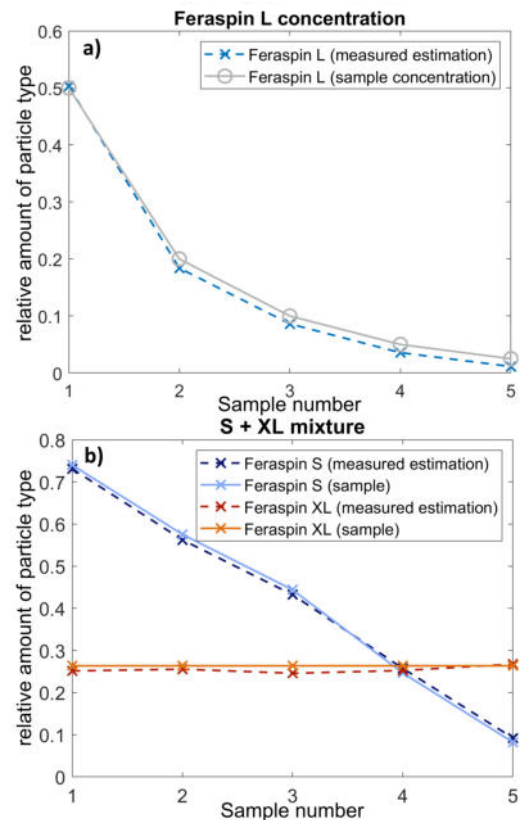 Feraspin L concentration
a)
Feraspin L (measured estimation)
Feraspin L (sample concentration)
relative amount of particle type
0.6
0.5
0.4
0.3
0.2
0.1
0
1 2 3 4 5
Sample number
S + XL mixture
b)
Feraspin S (measured estimation)
Feraspin S (sample)
Feraspin XL (measured estimation)
Feraspin XL (sample)
relative amount of particle type
0.8
0.7
0.6
0.5
0.4
0.3
0.2
0.1
0
1 2 3 4 5
Sample number